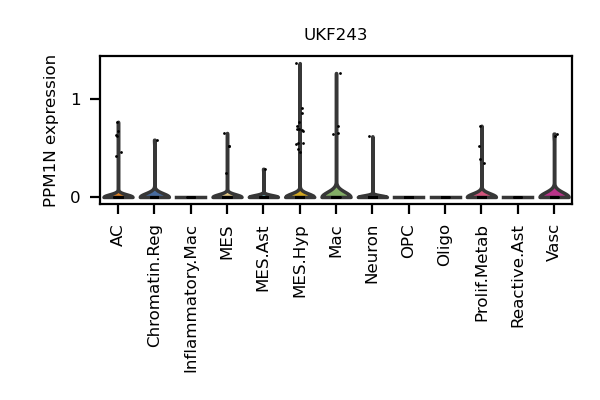 UKF243
PPM1N expression
1
0
AC
Chromatin.Reg
Inflammatory.Mac
MES
MES.Ast
MES.Hyp
Mac
Neuron
OPC
Oligo
Prolif.Metab
Reactive.Ast
Vasc